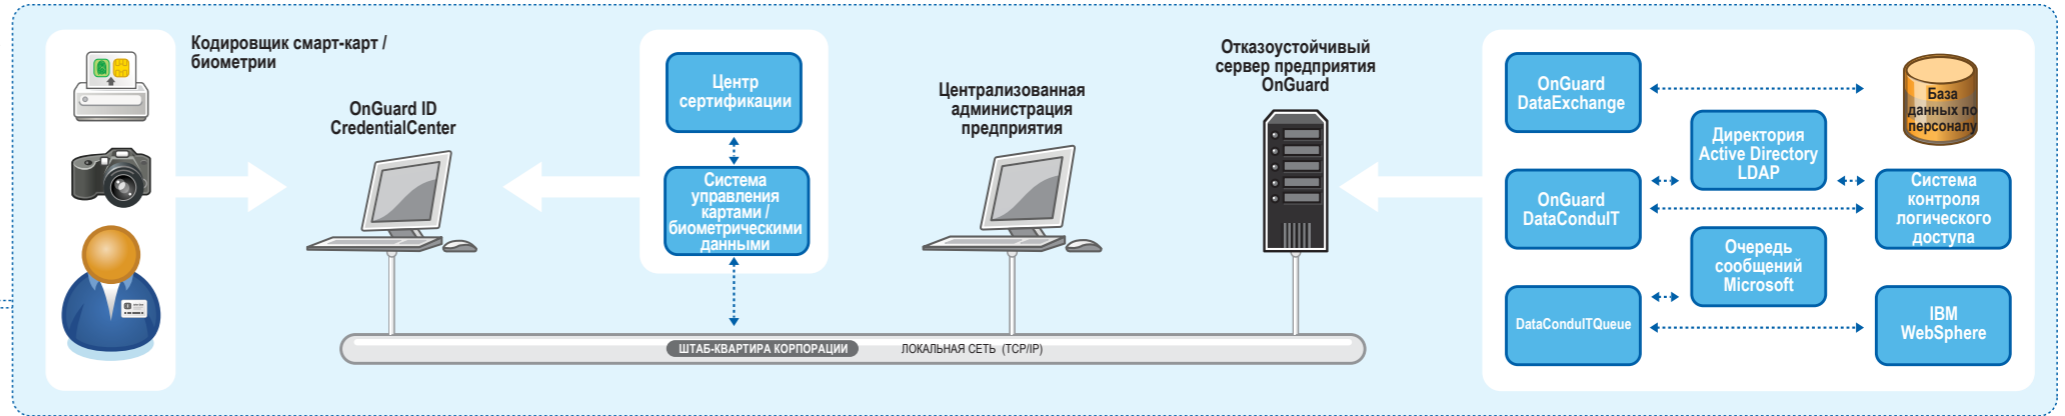 Кодировщик смарт-карт /
биометрии
OnGuard ID
CredentialCenter
Центр
сертификации
Система
управления
картами /
биометрическими
данными
Централизованная
администрация
предприятия
Отказоустойчивый
сервер предприятия
OnGuard
OnGuard
DataExchange
База
данных по
персоналу
Директория
Active Directory
LDAP
OnGuard
DataConduIT
Система
контроля
логического
доступа
Очередь
сообщений
Microsoft
DataConduITQueue
IBM
WebSphere
ШТАБ-КВАРТИРА КОРПОРАЦИИ
ЛОКАЛЬНАЯ СЕТЬ (TCP/IP)